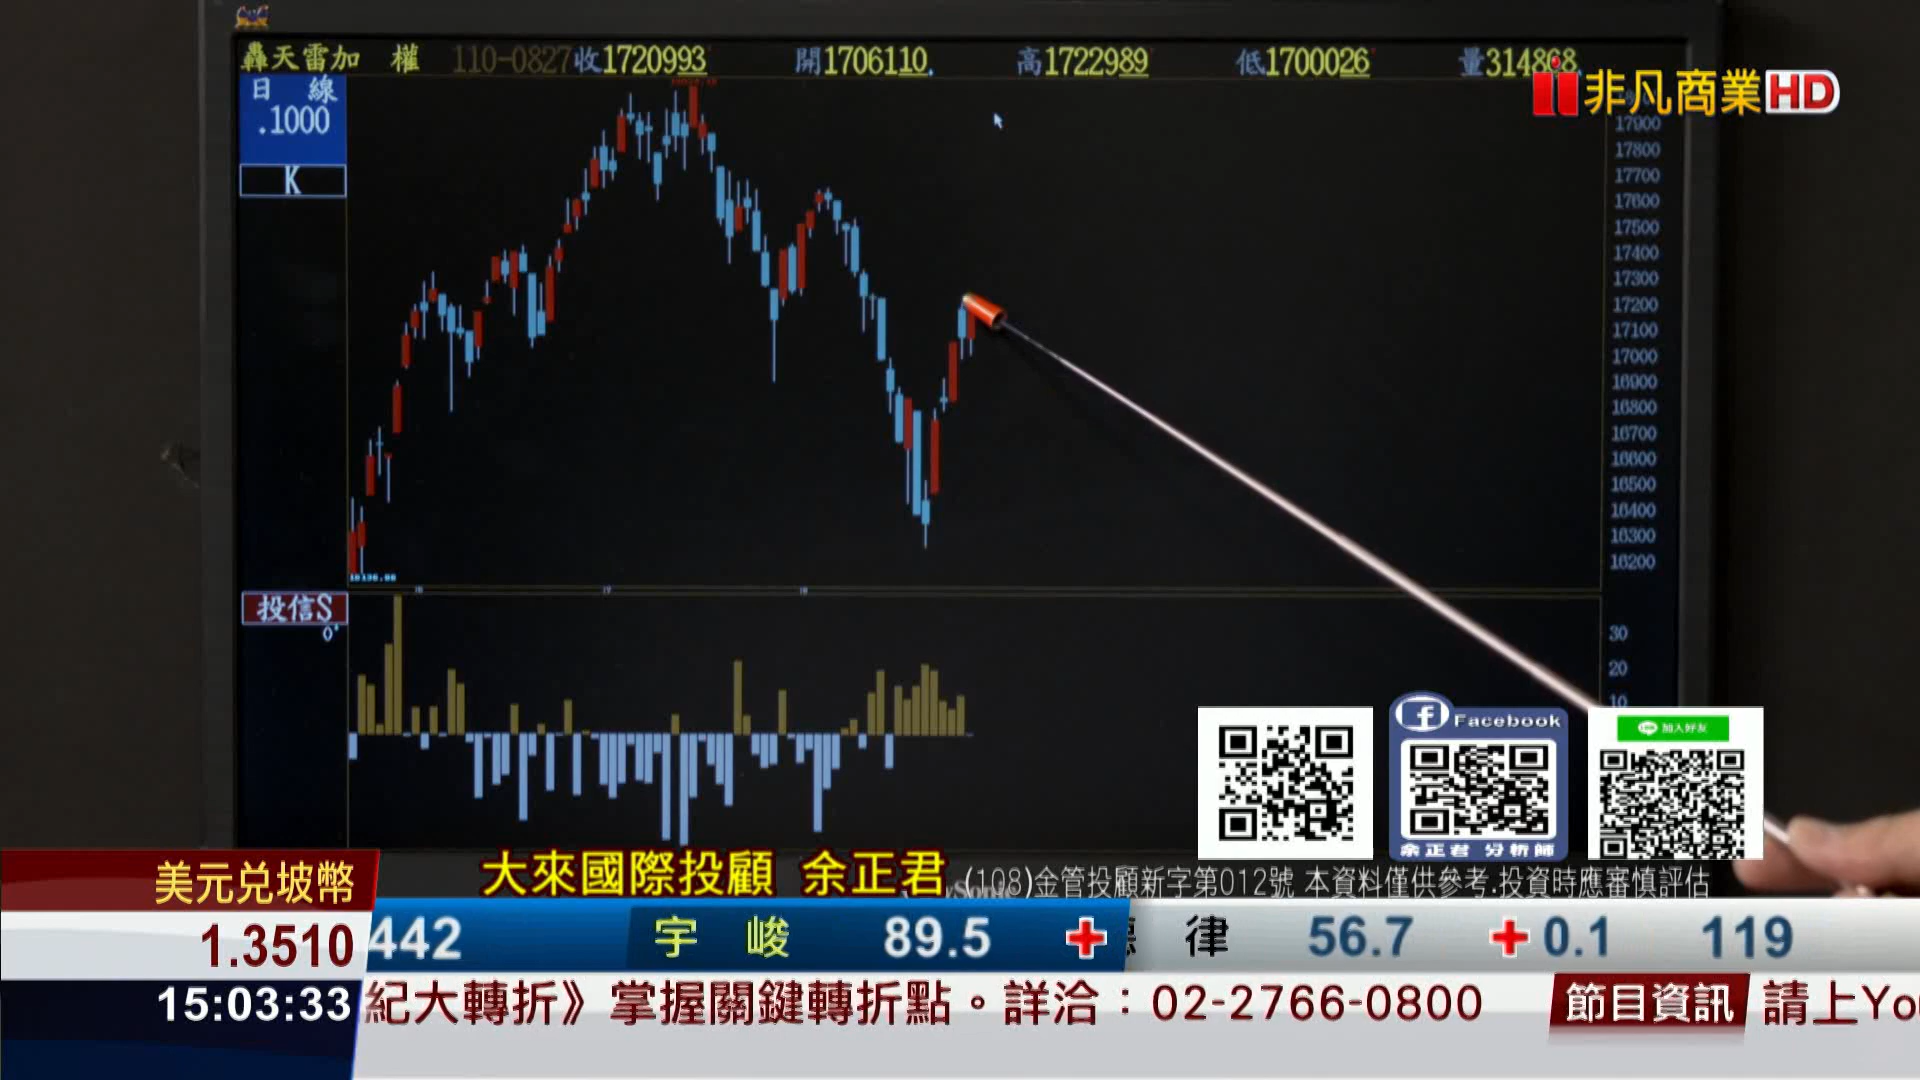 轟天雷加 權 110-0827收1720993 開1706110 高1722989 低1700026 量314868
非凡商業HD
日 線
.1000
K
17900
17800
17700
17600
17500
17400
17300
17200
17100
17000
16900
16800
16700
16600
16500
16400
16300
16200
投信S
0
30
20
10
Facebook
加入好友
余正君 分析師
大來國際投顧 余正君
(108)金管投顧新字第012號 本資料僅供參考.投資時應審慎評估
美元兌坡幣
1.3510
442 宇峻 89.5 律 56.7 0.1 119
15:03:33
紀大轉折》掌握關鍵轉折點。詳洽：02-2766-0800 節目資訊 請上You